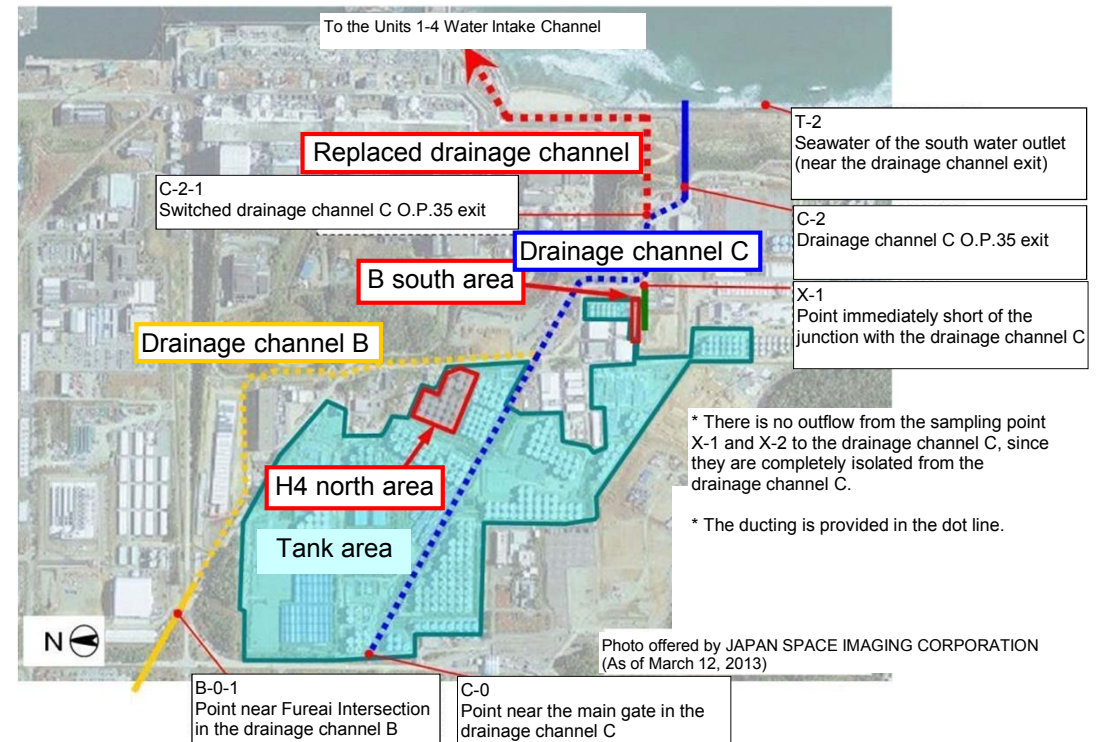 To the Units 1-4 Water Intake Channel
T-2
Seawater of the south water outlet
(near the drainage channel exit)
Replaced drainage channel
C-2-1
Switched drainage channel C O.P.35 exit
C-2
Drainage channel C O.P.35 exit
Drainage channel C
B south area
X-1
Point immediately short of the
junction with the drainage channel C
Drainage channel B
* There is no outflow from the sampling point
X-1 and X-2 to the drainage channel C, since
they are completely isolated from the
drainage channel C.
* The ducting is provided in the dot line.
H4 north area
Tank area
N
Photo offered by JAPAN SPACE IMAGING CORPORATION
(As of March 12, 2013)
B-0-1
Point near Fureai Intersection
in the drainage channel B
C-0
Point near the main gate in the
drainage channel C